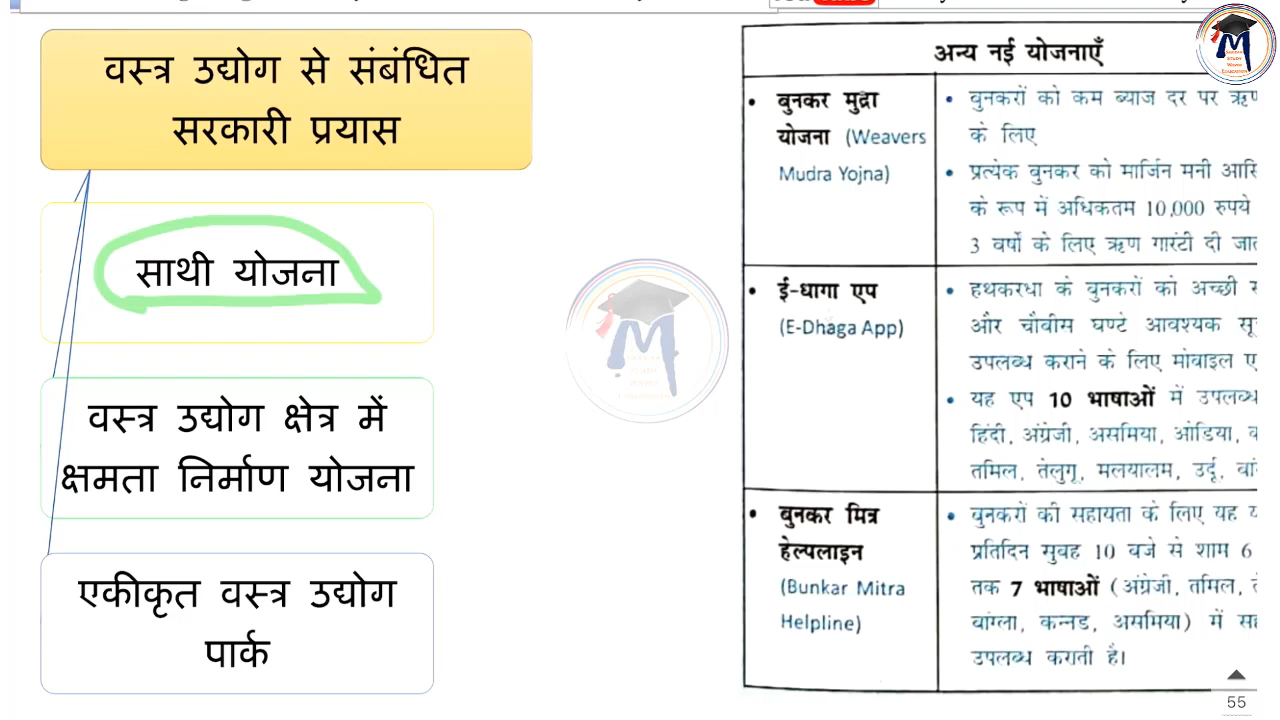 वस्त्र उद्योग से संबंधित
सरकारी प्रयास
साथी योजना
वस्त्र उद्योग क्षेत्र में
क्षमता निर्माण योजना
एकीकृत वस्त्र उद्योग
पार्क
अन्य नई योजनाएँ
• बुनकर मुद्रा
योजना (Weavers
Mudra Yojna)
• बुनकरों को कम ब्याज दर पर
के लिए
• प्रत्येक बुनकर को मार्जिन मनी
के रूप में अधिकतम 10,000 रुपये
3 वर्षो के लिए ऋण गारंटी दी
• ई-धागा एप
(E-Dhaga App)
• हथकरधा के बुनकरों को अच्छी
और चौबीस घण्टे आवश्यक
उपलब्ध कराने के लिए मोबाइल
• यह एप 10 भाषाओं में उपलब्ध
हिंदी, अंग्रेजी, असमिया, ओडिया,
तमिल, तेलुगू, मलयालम, उर्दू,
• बुनकर मित्र
हेल्पलाइन
(Bunkar Mitra
Helpline)
• बुनकरों की सहायता के लिए यह
प्रतिदिन सुबह 10 बजे से शाम 6
तक 7 भाषाओं (अंग्रेजी, तमिल,
बांग्ला, कन्नड, असमिया) में
उपलब्ध कराती है।
55